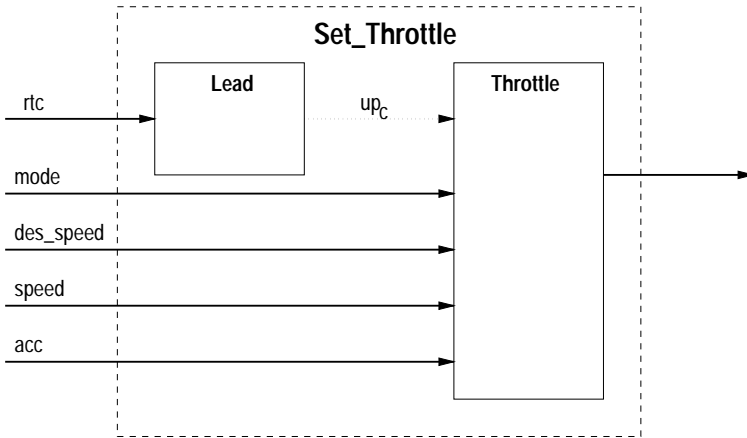 Set_Throttle
Lead
Throttle
rtc
up_c
mode
des_speed
speed
acc